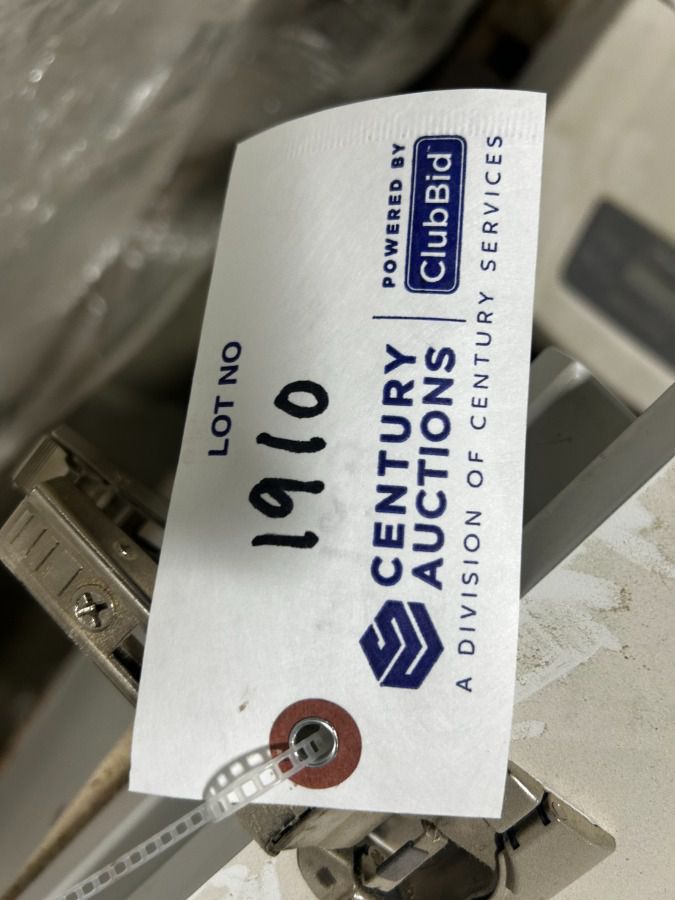 LOT NO
1910
CENTURY
AUCTIONS
POWERED BY
ClubBid
A DIVISION OF CENTURY SERVICES